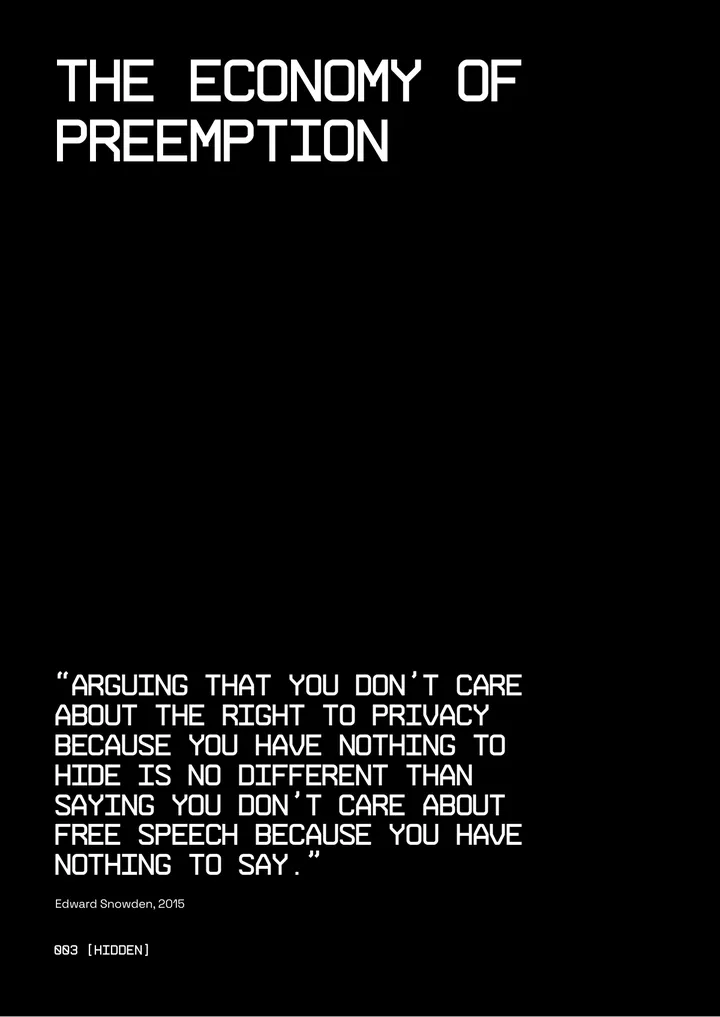 THE ECONOMY OF
PREEMPTION
“ARGUING THAT YOU DON’T CARE
ABOUT THE RIGHT TO PRIVACY
BECAUSE YOU HAVE NOTHING TO
HIDE IS NO DIFFERENT THAN
SAYING YOU DON’T CARE ABOUT
FREE SPEECH BECAUSE YOU HAVE
NOTHING TO SAY.”
Edward Snowden, 2015
003 [HIDDEN]